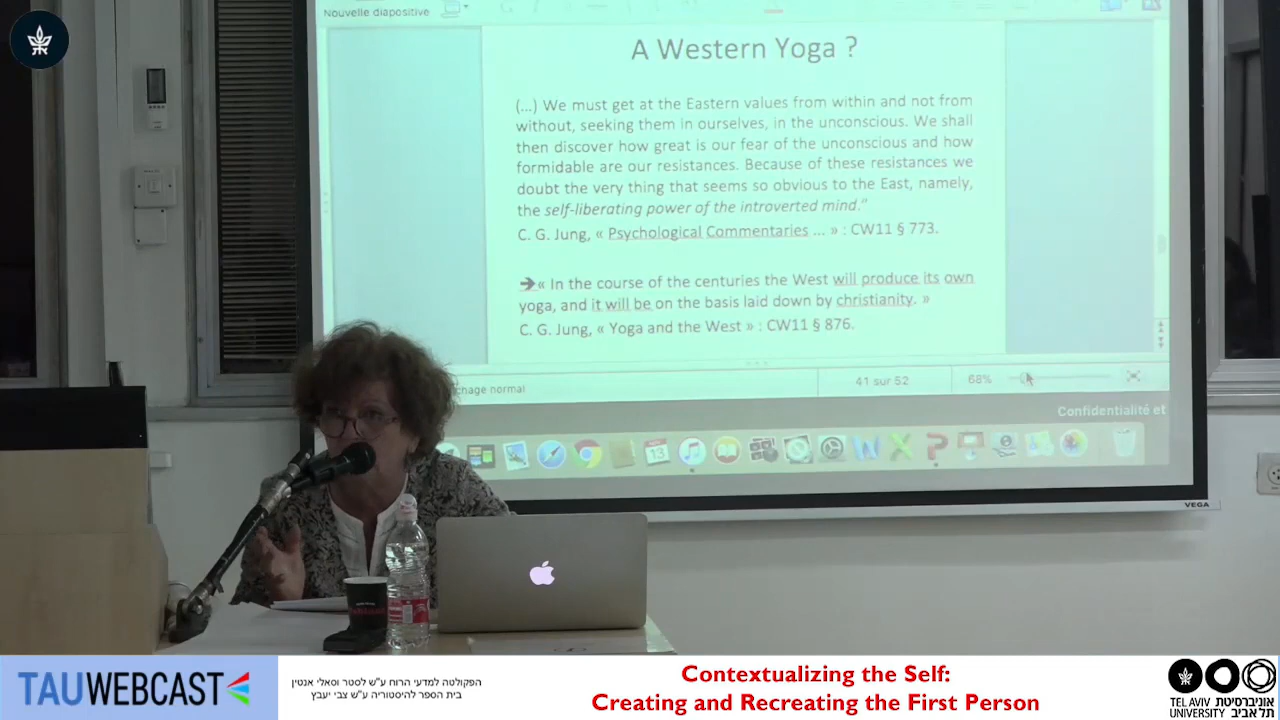 Nouvelle diapositive
A Western Yoga ?
(...) We must get at the Eastern values from within and not from
without, seeking them in ourselves, in the unconscious. We shall
then discover how great is our fear of the unconscious and how
formidable are our resistances. Because of these resistances we
doubt the very thing that seems so obvious to the East, namely,
the self-liberating power of the introverted mind."
C. G. Jung, « Psychological Commentaries ... » : CW11 § 773.
➔« In the course of the centuries the West will produce its own
yoga, and it will be on the basis laid down by christianity. »
C. G. Jung, « Yoga and the West » : CW11 § 876.
chage normal
41 sur 52
68%
Confidentialité et
13
VEGA
TAUWEBCAST
הפקולטה למדעי הרוח ע"ש לסטר וסאלי אנטין
בית הספר להיסטוריה ע"ש צבי יעבץ
Contextualizing the Self:
Creating and Recreating the First Person
TEL AVIV אוניברסיטת
UNIVERSITY תל אביב